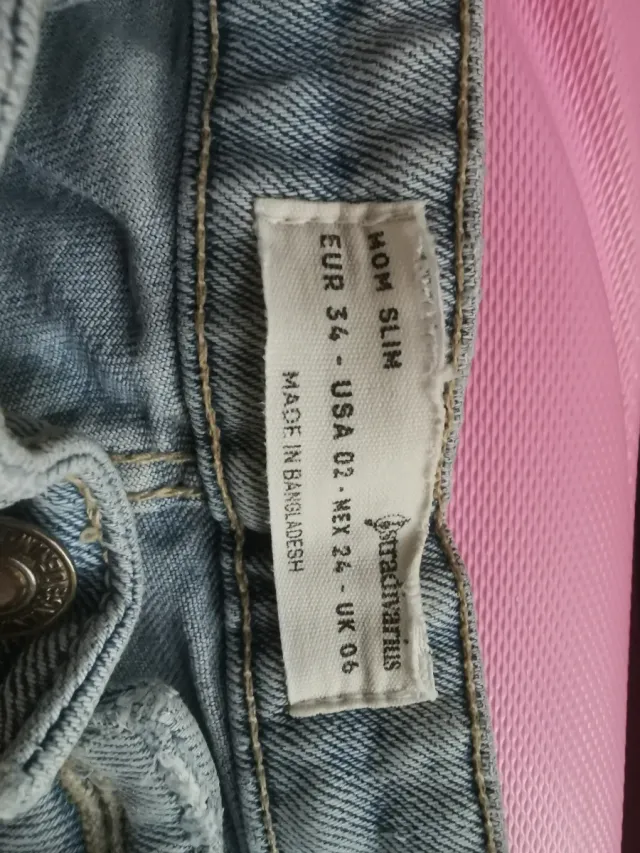 MOM SLIM
Stradivarius
EUR 34 - USA 02 - MEX 24 - UK 06
MADE IN BANGLADESH